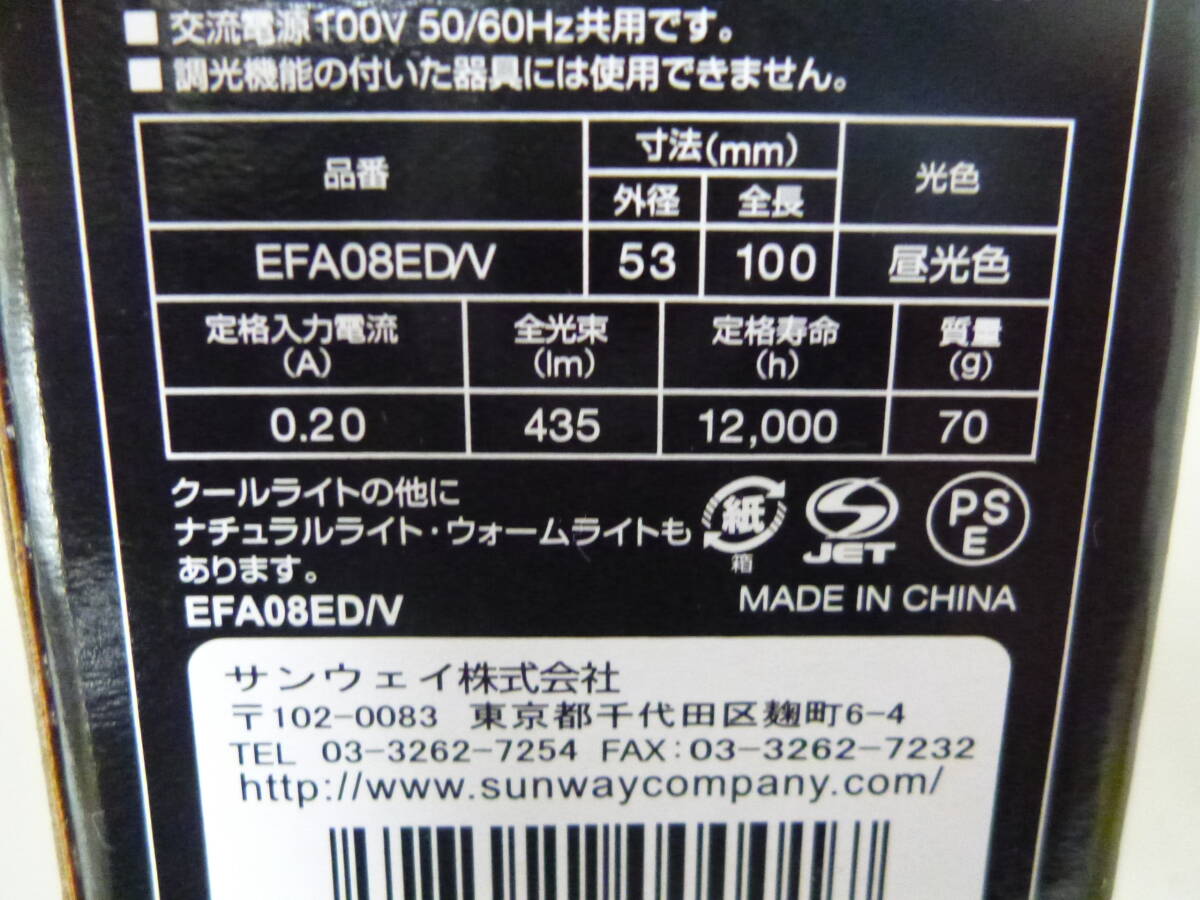 ■ 交流電源100V 50/60Hz共用です。
■ 調光機能の付いた器具には使用できません。
品番 寸法(mm) 光色
外径 全長
EFA08ED/V 53 100 昼光色
定格入力電流 全光束 定格寿命 質量
(A) (lm) (h) (g)
0.20 435 12,000 70
クールライトの他に
ナチュラルライト・ウォームライトも
あります。
EFA08ED/V
紙
箱
JET
PSE
MADE IN CHINA
サンウェイ株式会社
〒102-0083 東京都千代田区麹町6-4
TEL 03-3262-7254 FAX:03-3262-7232
http://www.sunwaycompany.com/